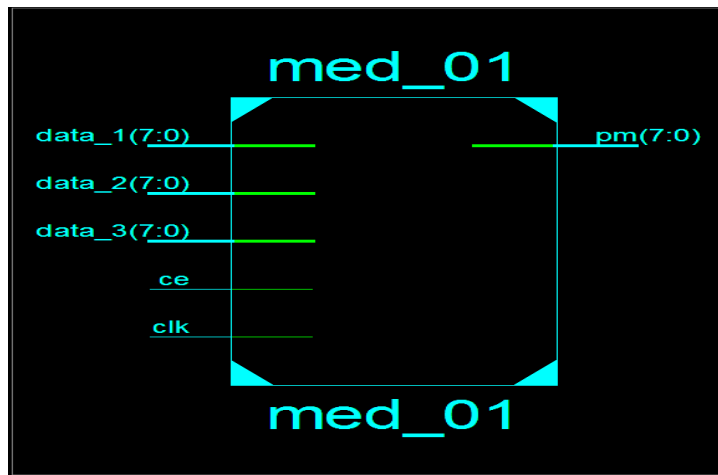 med_01
data_1(7:0)
pm(7:0)
data_2(7:0)
data_3(7:0)
ce
clk
med_01